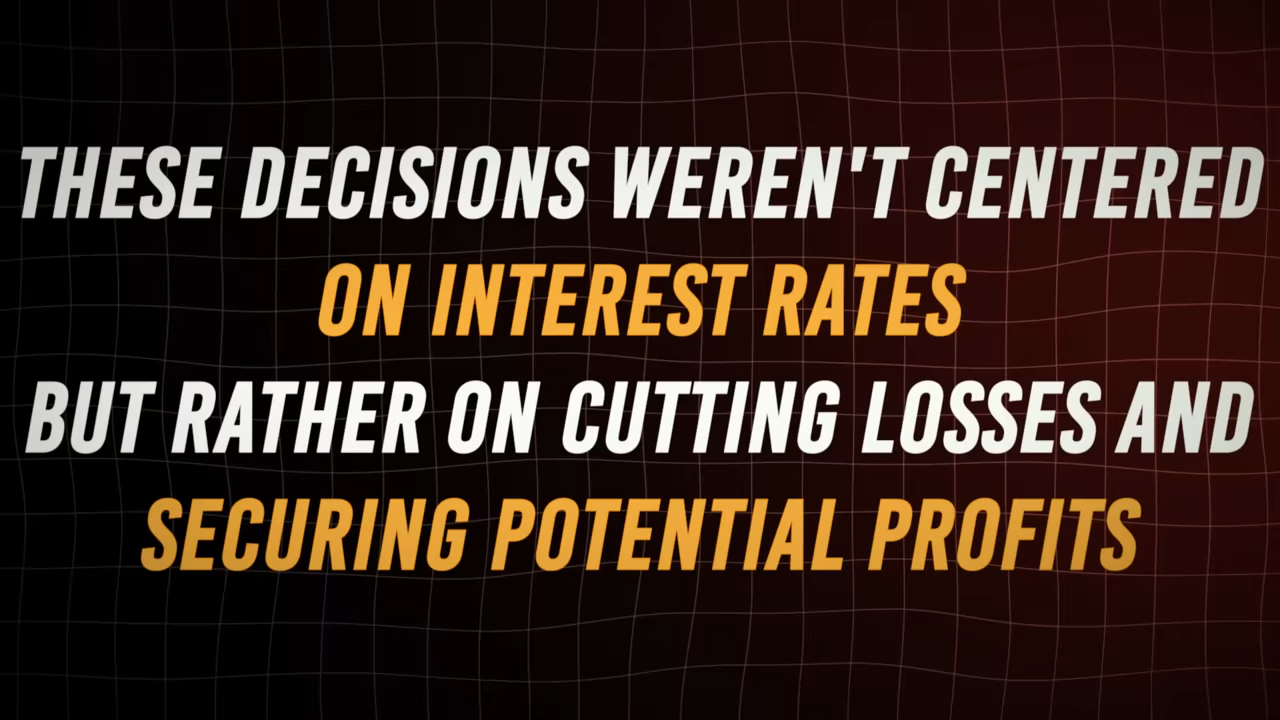 THESE DECISIONS WEREN'T CENTERED
ON INTEREST RATES
BUT RATHER ON CUTTING LOSSES AND
SECURING POTENTIAL PROFITS